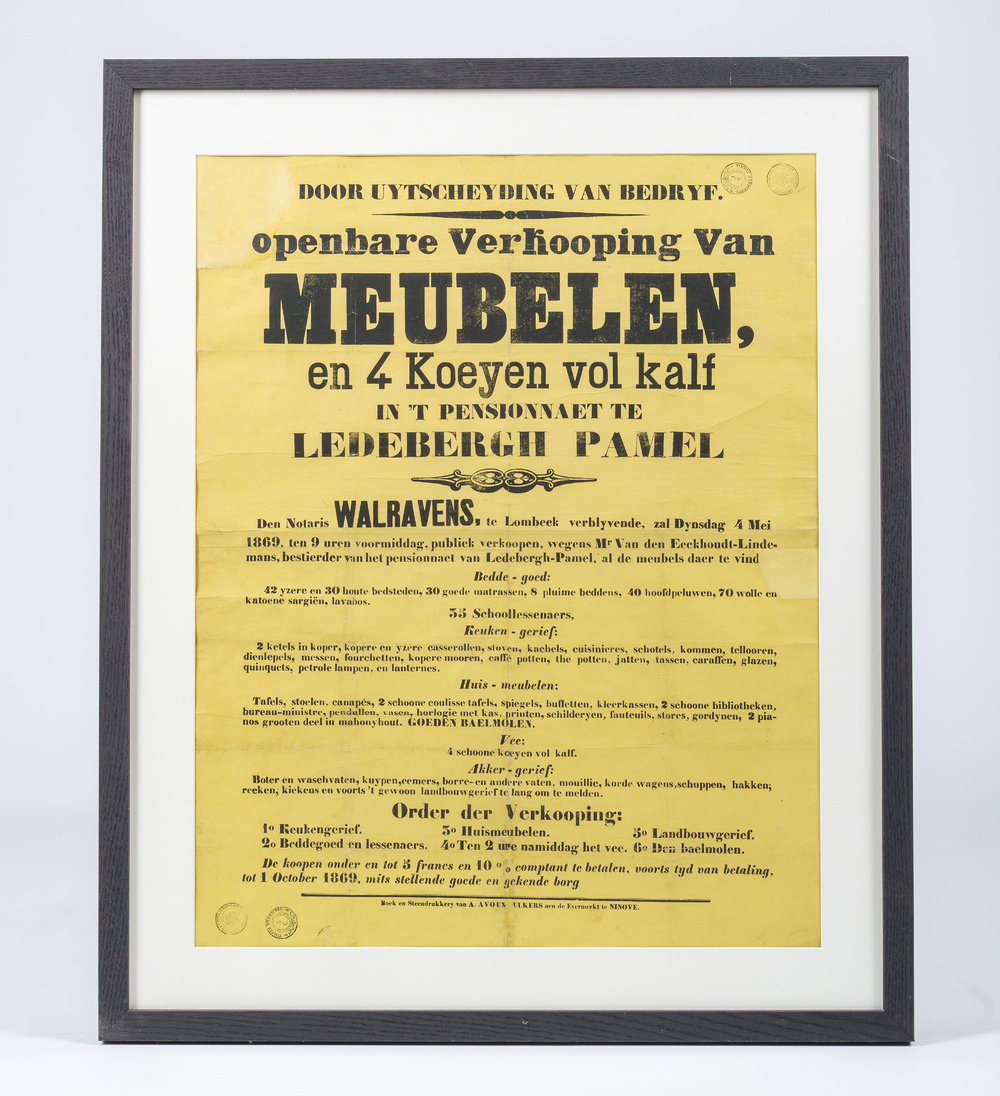 DOOR UYTSCHEYDING VAN BEDRYF.
openbare Verkooping Van
MEUBELEN,
en 4 Koeyen vol kalf
IN 'T PENSIONNAET TE
LEDEBERGH PAMEL
Den Notaris WALRAVENS, te Lombeek verblyvende, zal Dynsdag 4 Mei
1869, ten 9 uren voormiddag, publiek verkoopen, wegens Mr Van den Eeckhoudt-Linde-
mans, bestierder van het pensionnaet van Ledebergh-Pamel, al de meubels daer te vind
Bedde - goed:
42 yzere en 30 houte bedsteden, 30 goede matrassen, 8 pluime beddens, 40 hoofdpeluwen, 70 wolle en
katoene sargiën, lavabos.
35 Schoollessenaers,
Keuken - gerief:
2 ketels in koper, kopere en yzere casserollen, stoven, kachels, cuisinieres, schotels, kommen, tellooren,
dienlepels, messen, fourchetten, kopere mooren, caffé potten, the potten, jatten, tassen, caraffen, glazen,
quinquets, petrole lampen, en lanternes.
Huis - meubelen:
Tafels, stoelen, canapés, 2 schoone coulisse tafels, spiegels, buffetten, kleerkassen, 2 schoone bibliotheken,
bureau-ministre, pendullen, vasen, horlogie met kas, printen, schilderyen, fauteuils, stores, gordynen, 2 pia-
nos grooten deel in mahonyhout. GOEDEN BAELMOLEN.
Vee:
4 schoone koeyen vol kalf.
Akker - gerief:
Boter en waschvaten, kuypen, eemers, borre- en andere vaten, mouillie, korde wagens, schuppen, hakken,
reeken, kiekeus en voorts 't gewoon landbouwgerief te lang om te melden.
Order der Verkooping:
1o Keukengerief. 3o Huismeubelen. 5o Landbouwgerief.
2o Beddegoed en lessenaers. 4o Ten 2 ure namiddag het vee. 6o Den baelmolen.
De koopen onder en tot 5 francs en 10 % comptant te betalen, voorts tyd van betaling,
tot 1 October 1869, mits stellende goede en gekende borg
Boek en Steendrukkery van A. AVOUX ULKERS nen de Eyermerkt te NINOVE.